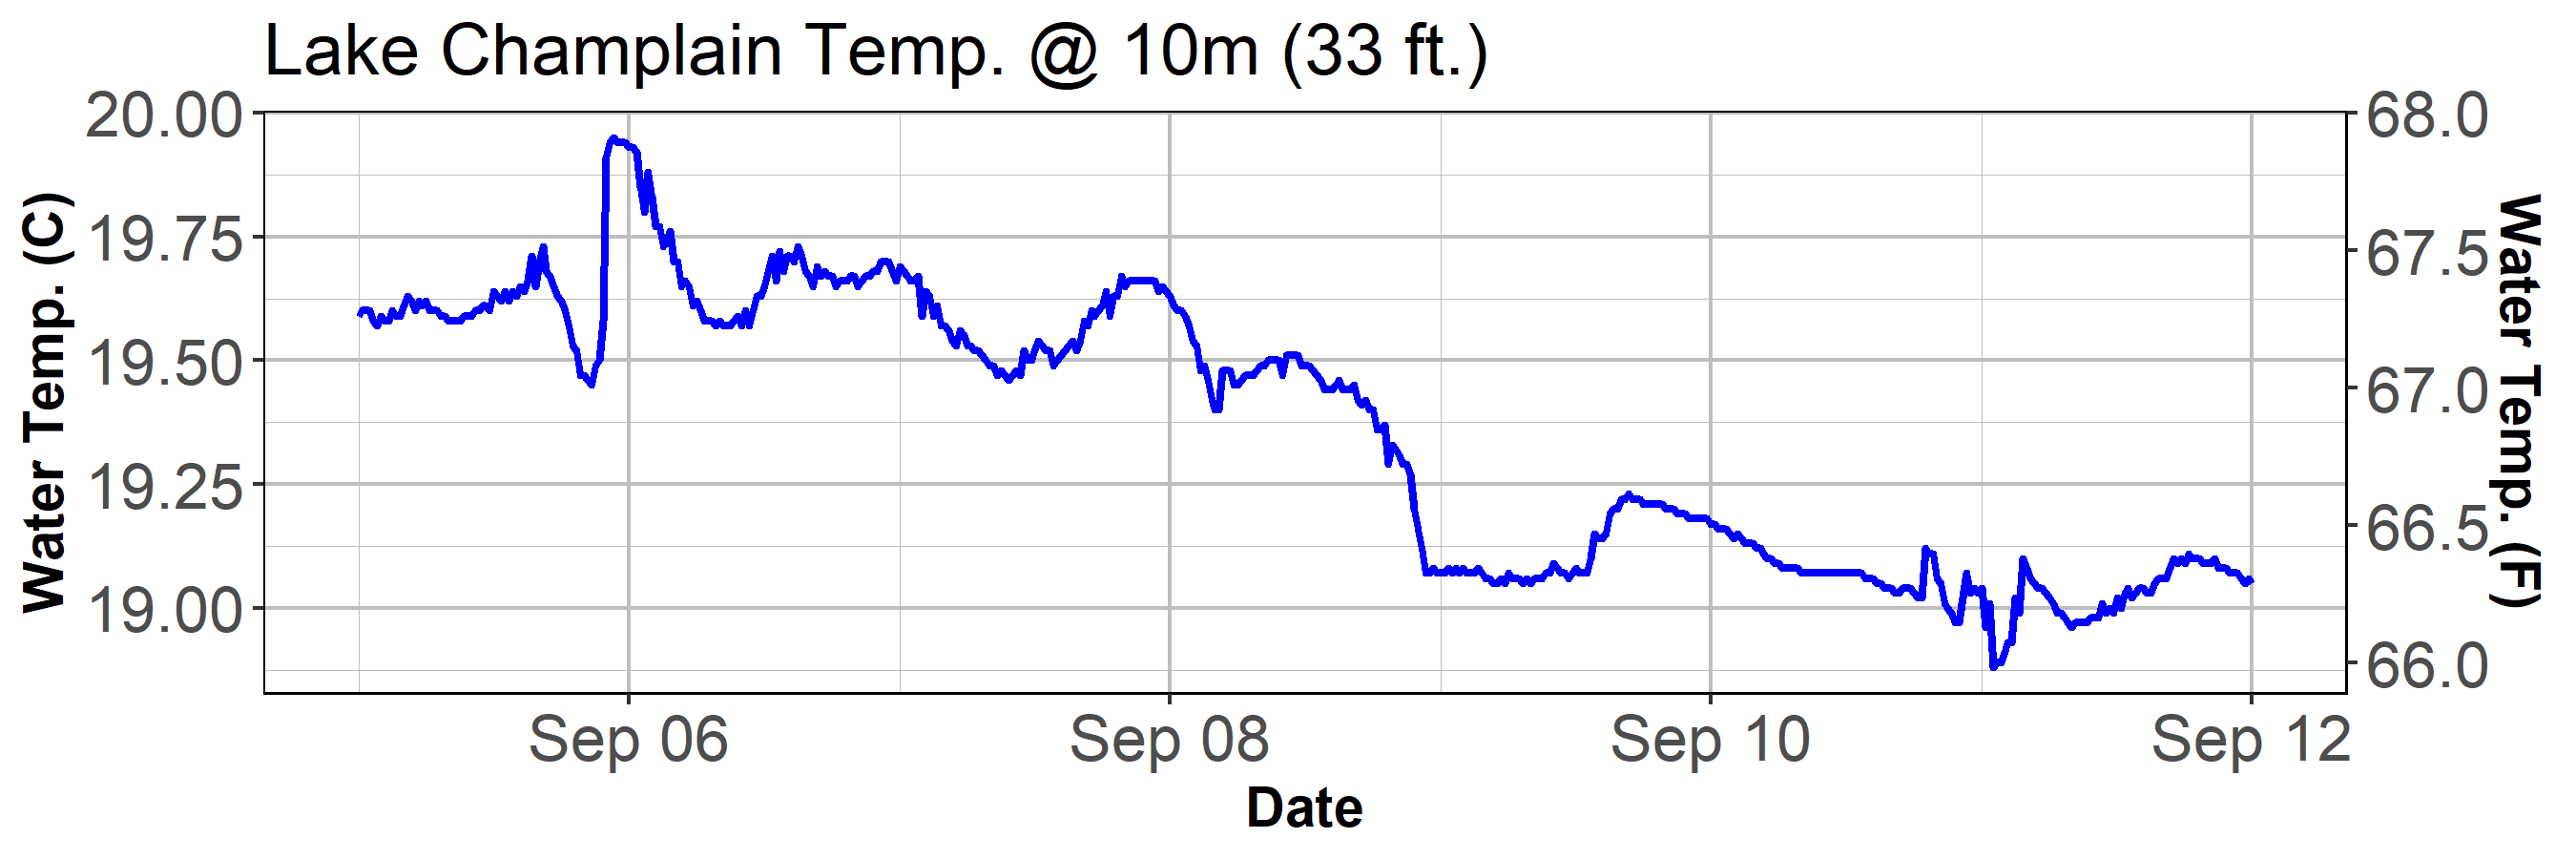 Lake Champlain Temp. @ 10m (33 ft.)
Water Temp. (C)
20.00
19.75
19.50
19.25
19.00
68.0
67.5
67.0
66.5
66.0
Water Temp. (F)
Sep 06
Sep 08
Sep 10
Sep 12
Date